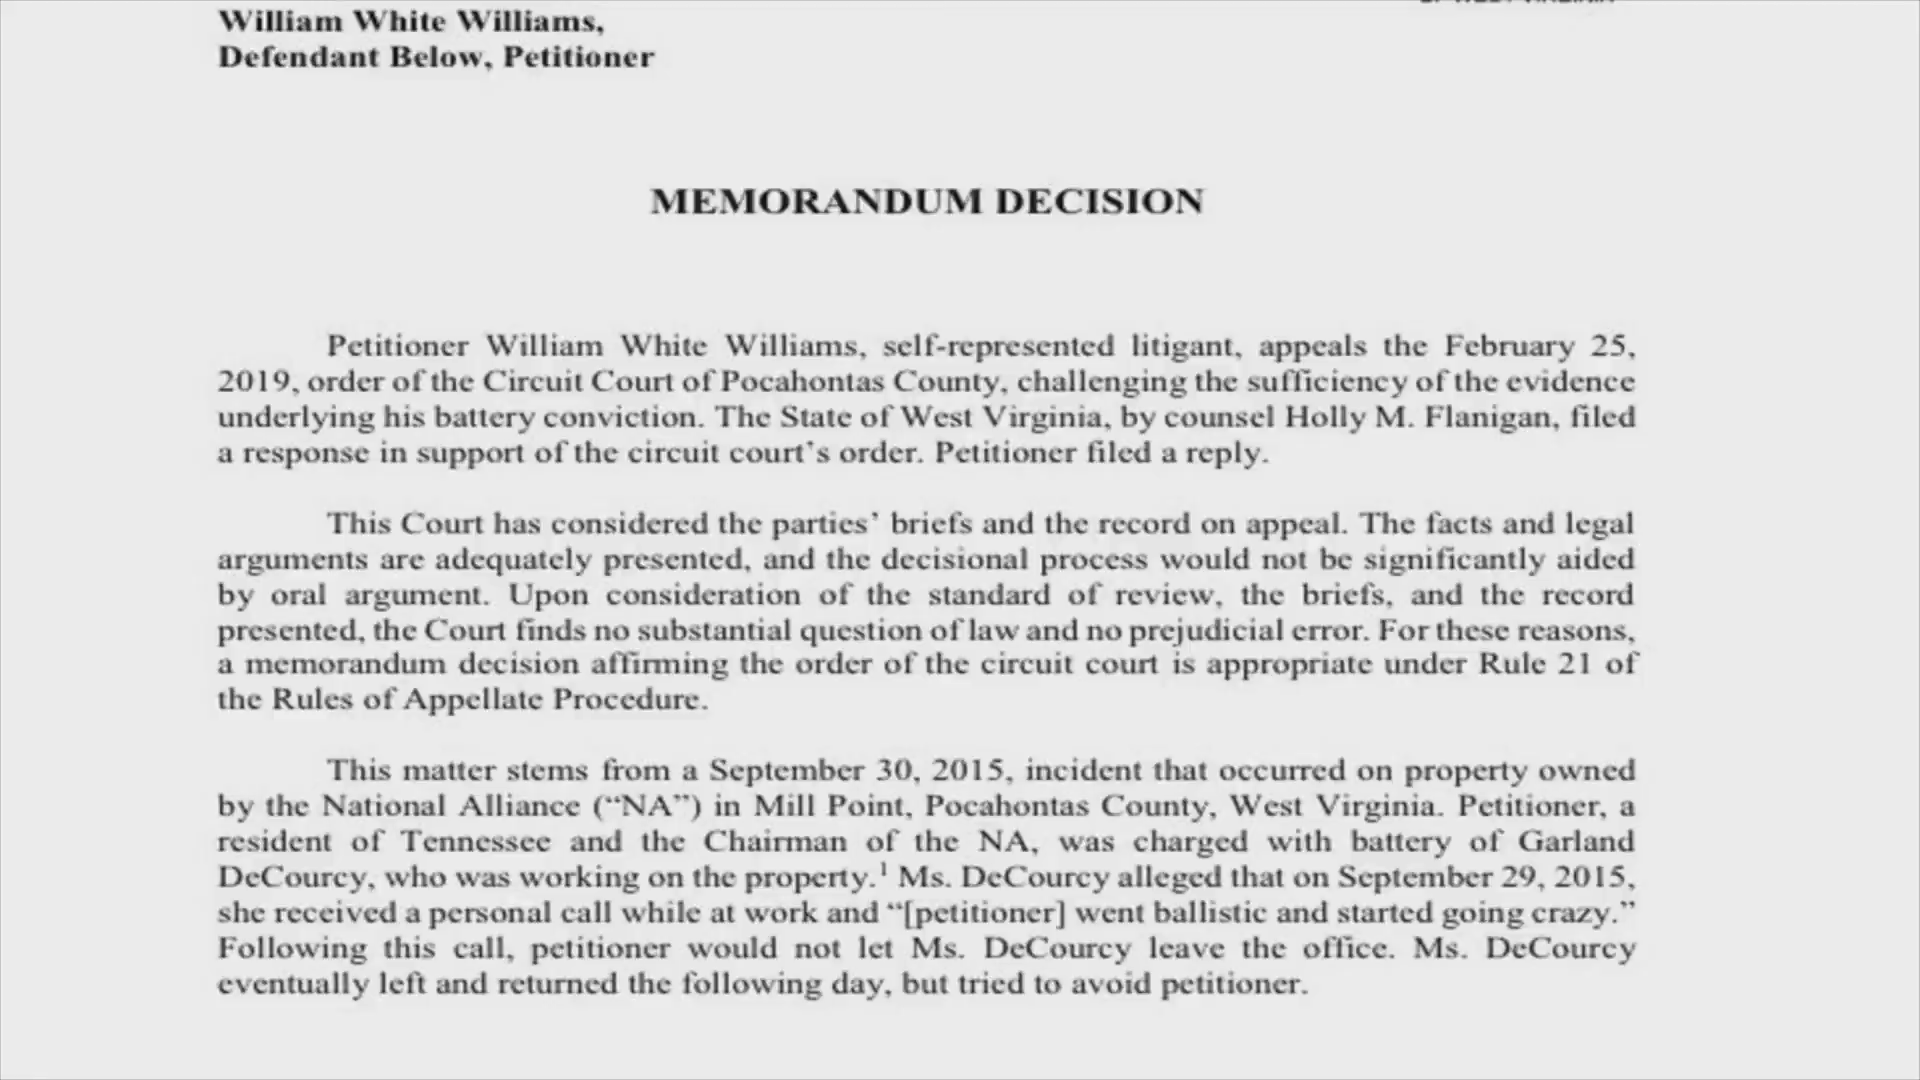 William White Williams,
Defendant Below, Petitioner
MEMORANDUM DECISION
Petitioner William White Williams, self-represented litigant, appeals the February 25,
2019, order of the Circuit Court of Pocahontas County, challenging the sufficiency of the evidence
underlying his battery conviction. The State of West Virginia, by counsel Holly M. Flanigan, filed
a response in support of the circuit court's order. Petitioner filed a reply.
This Court has considered the parties' briefs and the record on appeal. The facts and legal
arguments are adequately presented, and the decisional process would not be significantly aided
by oral argument. Upon consideration of the standard of review, the briefs, and the record
presented, the Court finds no substantial question of law and no prejudicial error. For these reasons,
a memorandum decision affirming the order of the circuit court is appropriate under Rule 21 of
the Rules of Appellate Procedure.
This matter stems from a September 30, 2015, incident that occurred on property owned
by the National Alliance (“NA”) in Mill Point, Pocahontas County, West Virginia. Petitioner, a
resident of Tennessee and the Chairman of the NA, was charged with battery of Garland
DeCourcy, who was working on the property.¹ Ms. DeCourcy alleged that on September 29, 2015,
she received a personal call while at work and “[petitioner] went ballistic and started going crazy.”
Following this call, petitioner would not let Ms. DeCourcy leave the office. Ms. DeCourcy
eventually left and returned the following day, but tried to avoid petitioner.